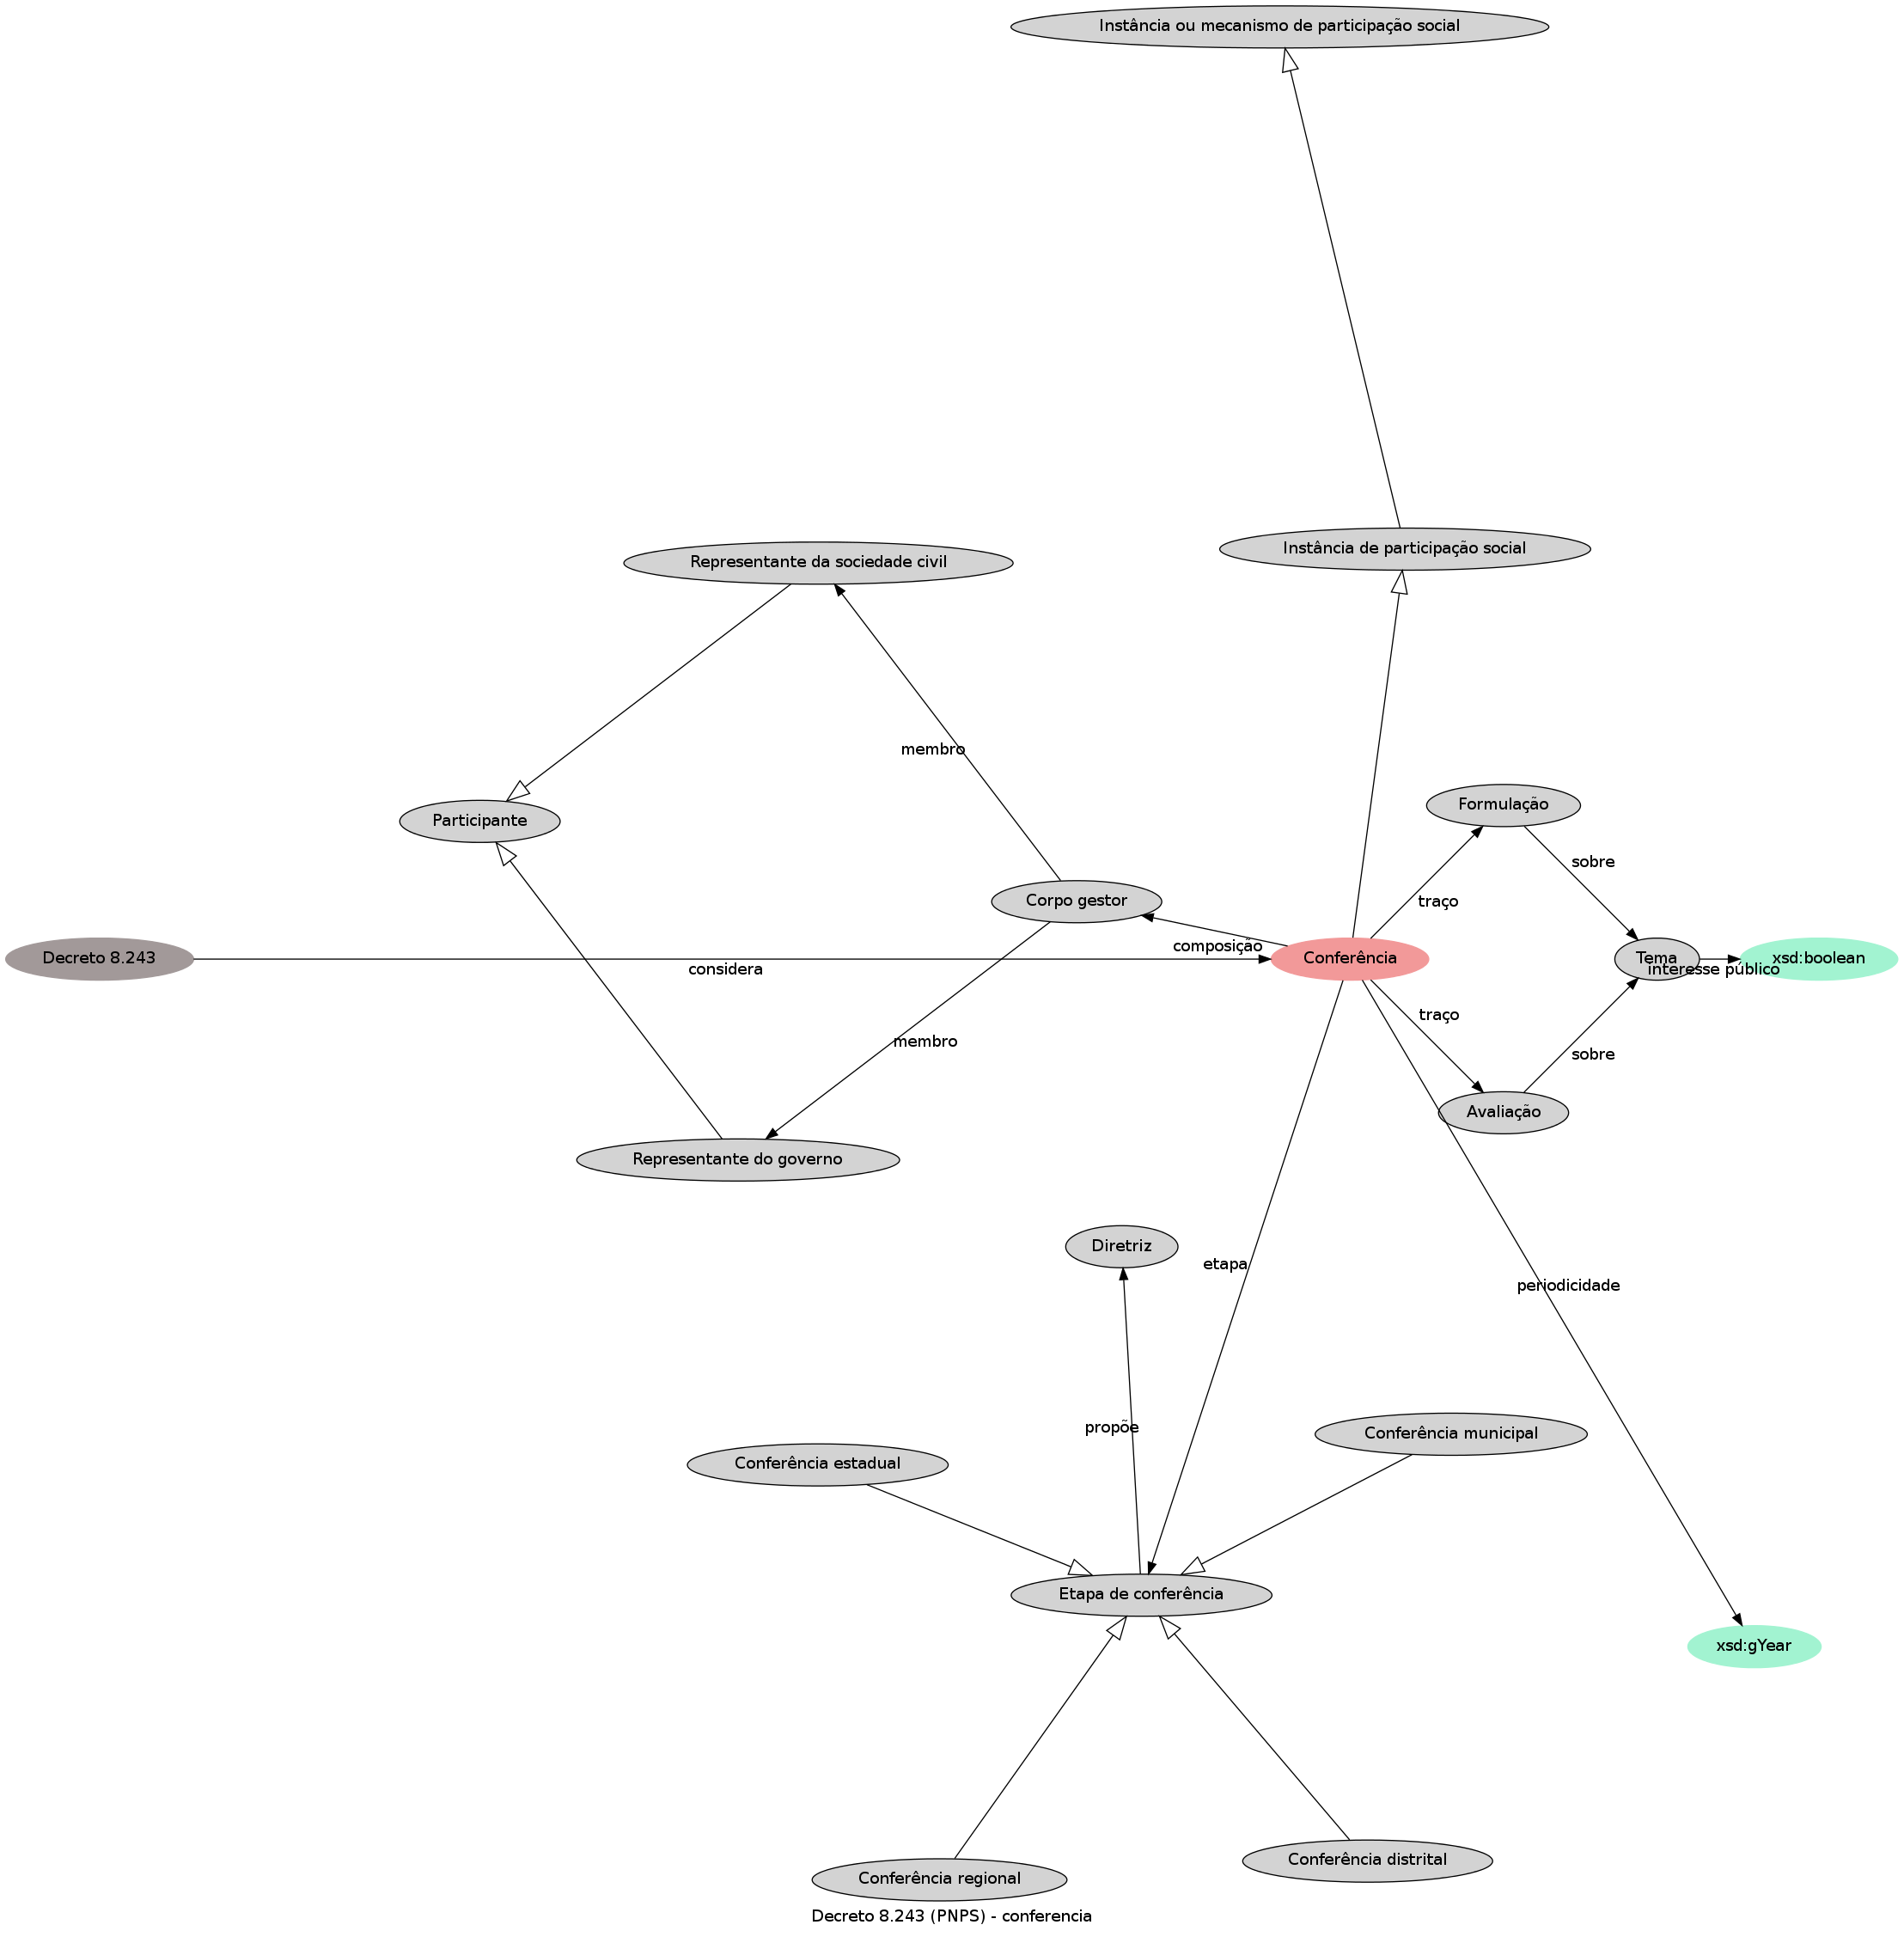 Instância ou mecanismo de participação social
Instância de participação social
Representante da sociedade civil
membro
Formulação
Participante
sobre
Corpo gestor
traço
composição
Decreto 8.243
Conferência
Tema
xsd:boolean
considera
interesse público
traço
membro
sobre
Avaliação
Representante do governo
Diretriz
etapa
periodicidade
propõe
Conferência municipal
Conferência estadual
Etapa de conferência
xsd:gYear
Conferência distrital
Conferência regional
Decreto 8.243 (PNPS) - conferencia